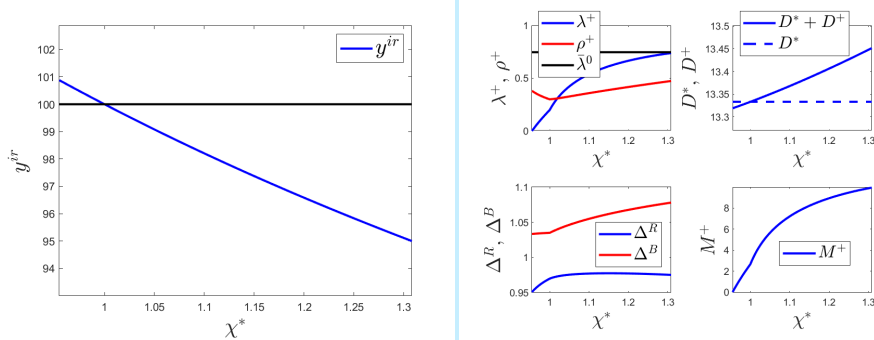 102
101
100
99
98
97
96
95
94
1
1.05
1.1
1.15
1.2
1.25
1.3
χ*
y^{ir}
y^{ir}
1
0.5
0
1
1.1
1.2
1.3
χ*
λ⁺, ρ⁺
λ⁺
ρ⁺
λ̄⁰
13.5
13.45
13.4
13.35
13.3
1
1.1
1.2
1.3
χ*
D*, D⁺
D* + D⁺
D*
1.1
1.05
1
0.95
1
1.1
1.2
1.3
χ*
Δ^R, Δ^B
Δ^R
Δ^B
8
6
4
2
0
1
1.1
1.2
1.3
χ*
M⁺
M⁺